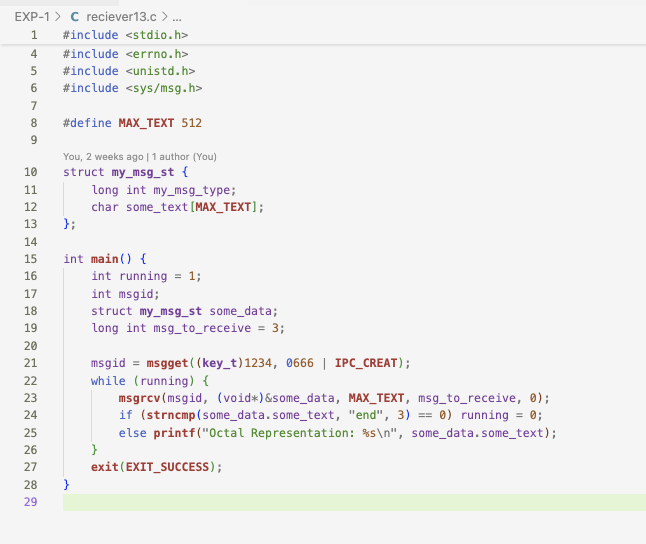 EXP-1 > C reciever13.c > ...
1 #include <stdio.h>
4 #include <errno.h>
5 #include <unistd.h>
6 #include <sys/msg.h>
7
8 #define MAX_TEXT 512
9
You, 2 weeks ago | 1 author (You)
10 struct my_msg_st {
11     long int my_msg_type;
12     char some_text[MAX_TEXT];
13 };
14
15 int main() {
16     int running = 1;
17     int msgid;
18     struct my_msg_st some_data;
19     long int msg_to_receive = 3;
20
21     msgid = msgget((key_t)1234, 0666 | IPC_CREAT);
22     while (running) {
23         msgrcv(msgid, (void*)&some_data, MAX_TEXT, msg_to_receive, 0);
24         if (strncmp(some_data.some_text, "end", 3) == 0) running = 0;
25         else printf("Octal Representation: %s\n", some_data.some_text);
26     }
27     exit(EXIT_SUCCESS);
28 }
29